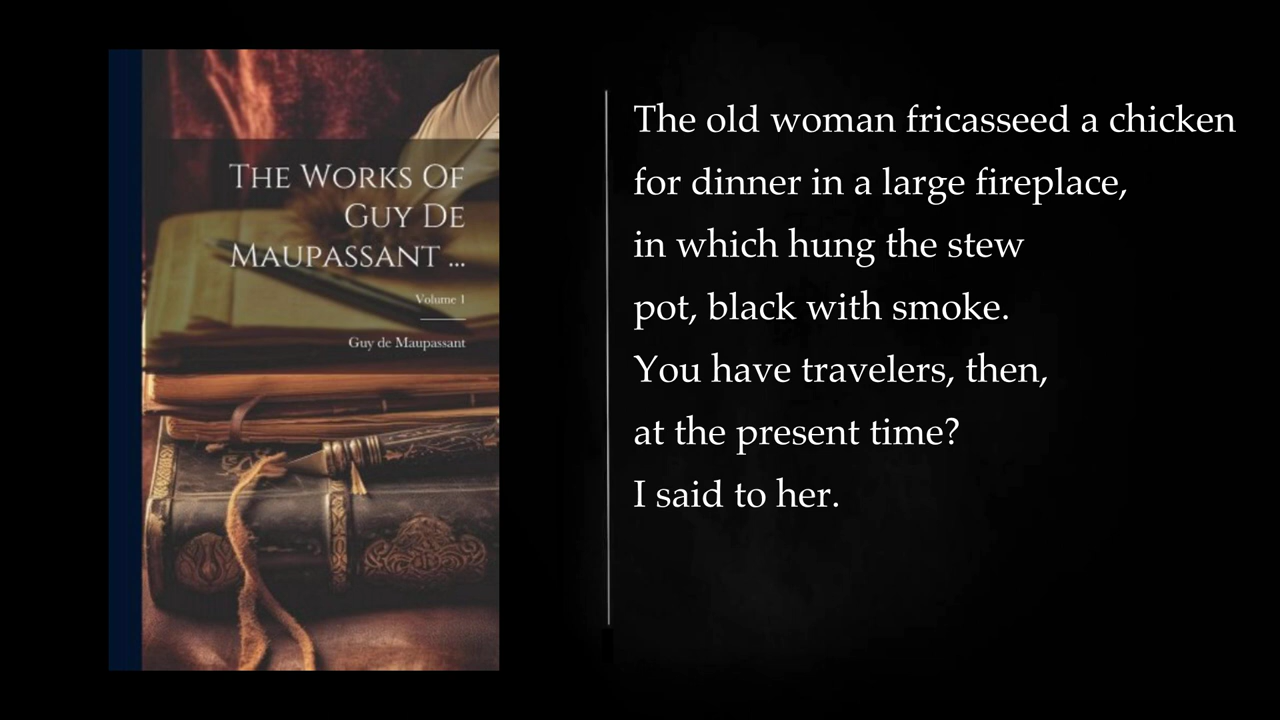 The Works Of
Guy De
Maupassant ...
Volume 1
Guy de Maupassant
The old woman fricasseed a chicken
for dinner in a large fireplace,
in which hung the stew
pot, black with smoke.
You have travelers, then,
at the present time?
I said to her.